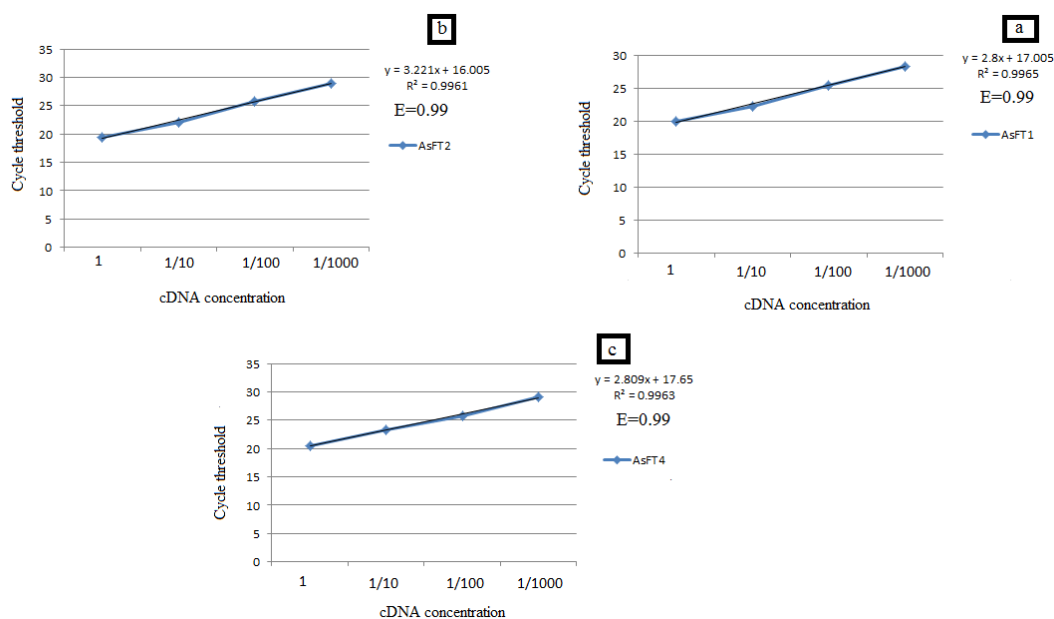 b
y = 3.221x + 16.005
R² = 0.9961
E=0.99
AsFT2
Cycle threshold
35
30
25
20
15
10
5
0
1 1/10 1/100 1/1000
cDNA concentration
a
y = 2.8x + 17.005
R² = 0.9965
E=0.99
AsFT1
Cycle threshold
30
25
20
15
10
5
0
1 1/10 1/100 1/1000
cDNA concentration
c
y = 2.809x + 17.65
R² = 0.9963
E=0.99
AsFT4
Cycle threshold
35
30
25
20
15
10
5
0
1 1/10 1/100 1/1000
cDNA concentration